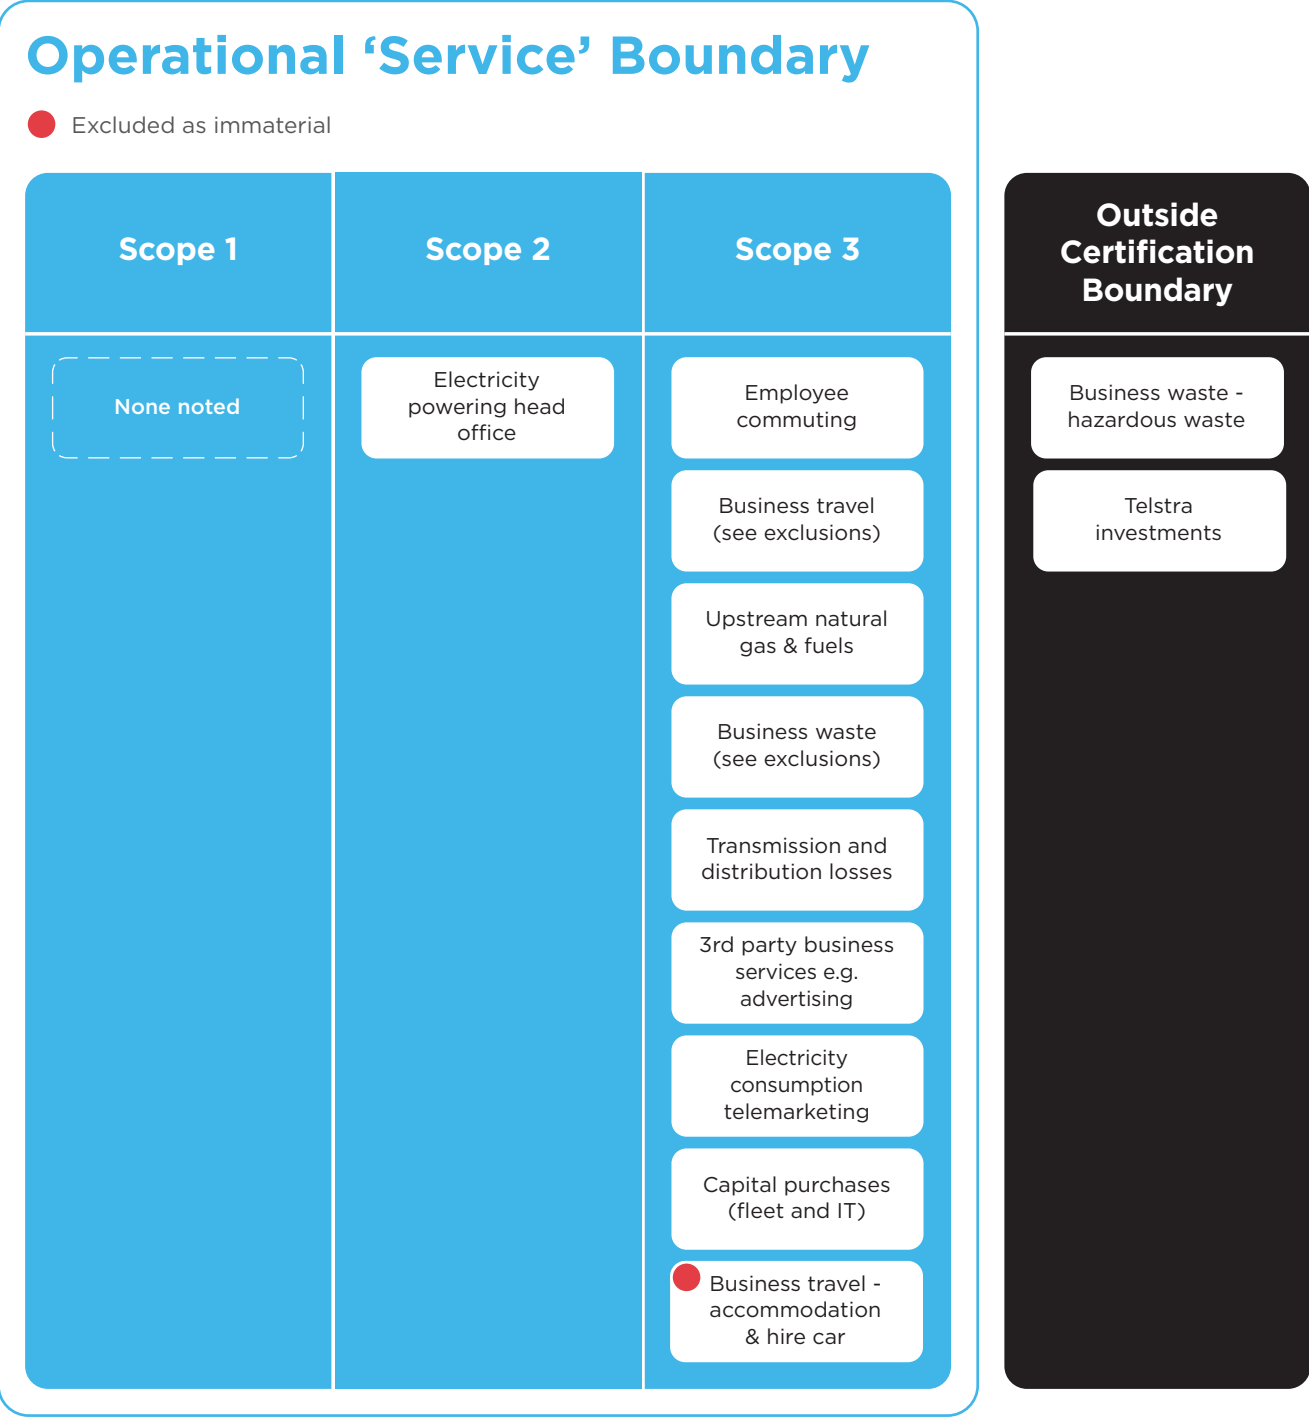 Operational ‘Service’ Boundary
Excluded as immaterial
Scope 1
None noted
Scope 2
Electricity
powering head
office
Scope 3
Employee
commuting
Business travel
(see exclusions)
Upstream natural
gas & fuels
Business waste
(see exclusions)
Transmission and
distribution losses
3rd party business
services e.g.
advertising
Electricity
consumption
telemarketing
Capital purchases
(fleet and IT)
Business travel -
accommodation
& hire car
Outside
Certification
Boundary
Business waste -
hazardous waste
Telstra
investments